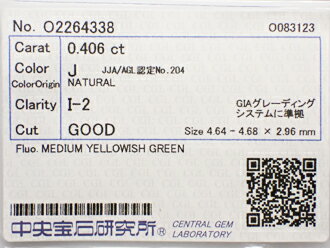 No. O2264338 O083123
Carat 0.406 ct
Color J JJA/AGL認定No.204
ColorOrigin NATURAL
Clarity I-2 GIAグレーディング
システムに準拠
Cut GOOD Size 4.64 - 4.68 × 2.96 mm
Fluo. MEDIUM YELLOWISH GREEN
中央宝石研究所® CENTRAL GEM
LABORATORY